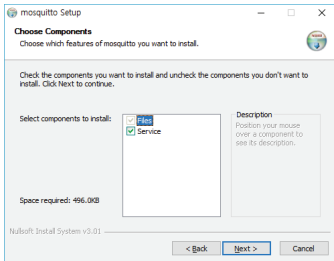 mosquitto Setup
Choose Components
Choose which features of mosquitto you want to install.
Check the components you want to install and uncheck the components you don't want to
install. Click Next to continue.
Select components to install:
Files
Service
Description
Position your mouse
over a component to
see its description.
Space required: 496.0KB
Nullsoft Install System v3.01
< Back
Next >
Cancel